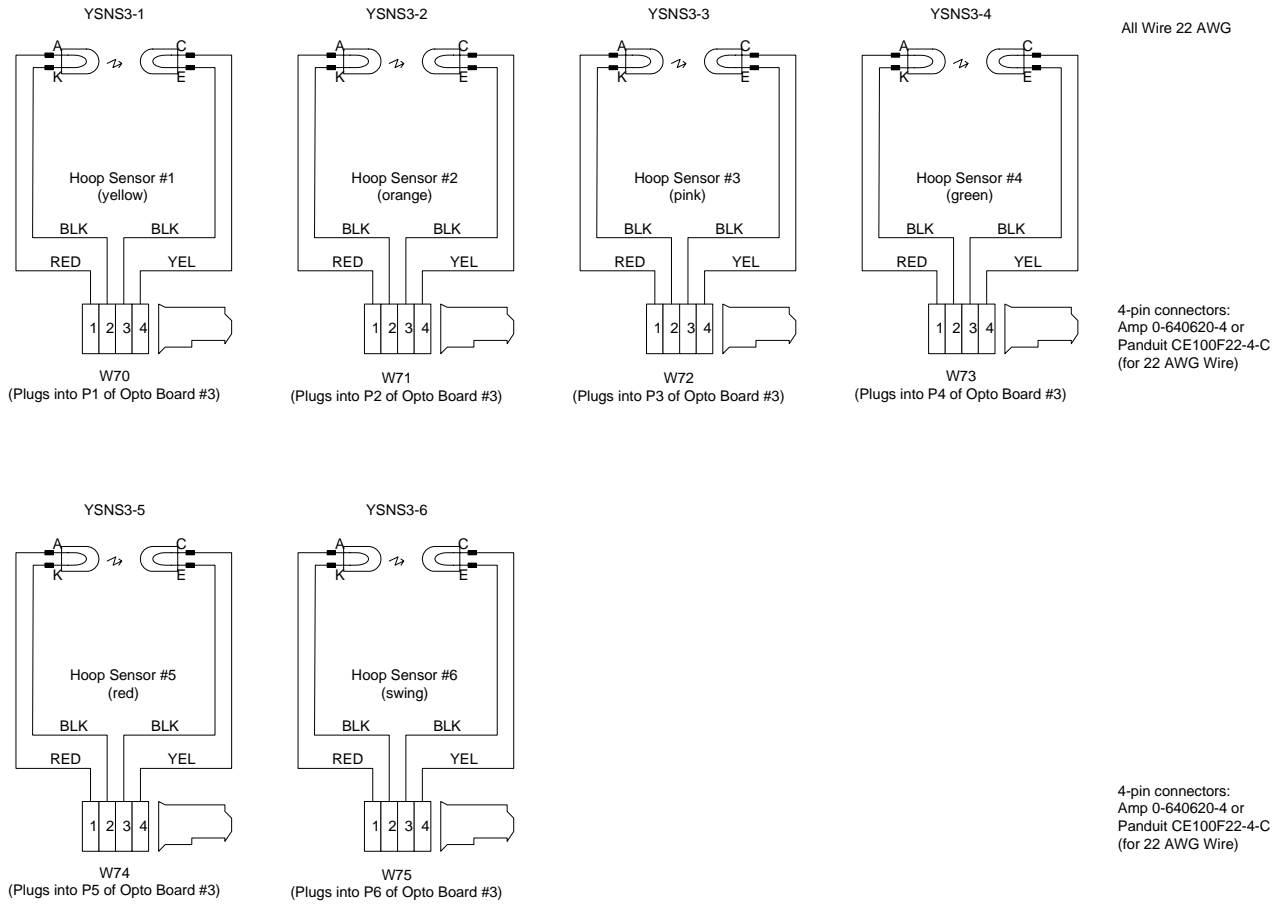 YSNS3-1
YSNS3-2
YSNS3-3
YSNS3-4
All Wire 22 AWG
A C
K E
A C
K E
A C
K E
A C
K E
Hoop Sensor #1
(yellow)
Hoop Sensor #2
(orange)
Hoop Sensor #3
(pink)
Hoop Sensor #4
(green)
BLK BLK
RED YEL
BLK BLK
RED YEL
BLK BLK
RED YEL
BLK BLK
RED YEL
1 2 3 4
1 2 3 4
1 2 3 4
1 2 3 4
4-pin connectors:
Amp 0-640620-4 or
Panduit CE100F22-4-C
(for 22 AWG Wire)
W70
(Plugs into P1 of Opto Board #3)
W71
(Plugs into P2 of Opto Board #3)
W72
(Plugs into P3 of Opto Board #3)
W73
(Plugs into P4 of Opto Board #3)
YSNS3-5
YSNS3-6
A C
K E
A C
K E
Hoop Sensor #5
(red)
Hoop Sensor #6
(swing)
BLK BLK
RED YEL
BLK BLK
RED YEL
1 2 3 4
1 2 3 4
4-pin connectors:
Amp 0-640620-4 or
Panduit CE100F22-4-C
(for 22 AWG Wire)
W74
(Plugs into P5 of Opto Board #3)
W75
(Plugs into P6 of Opto Board #3)